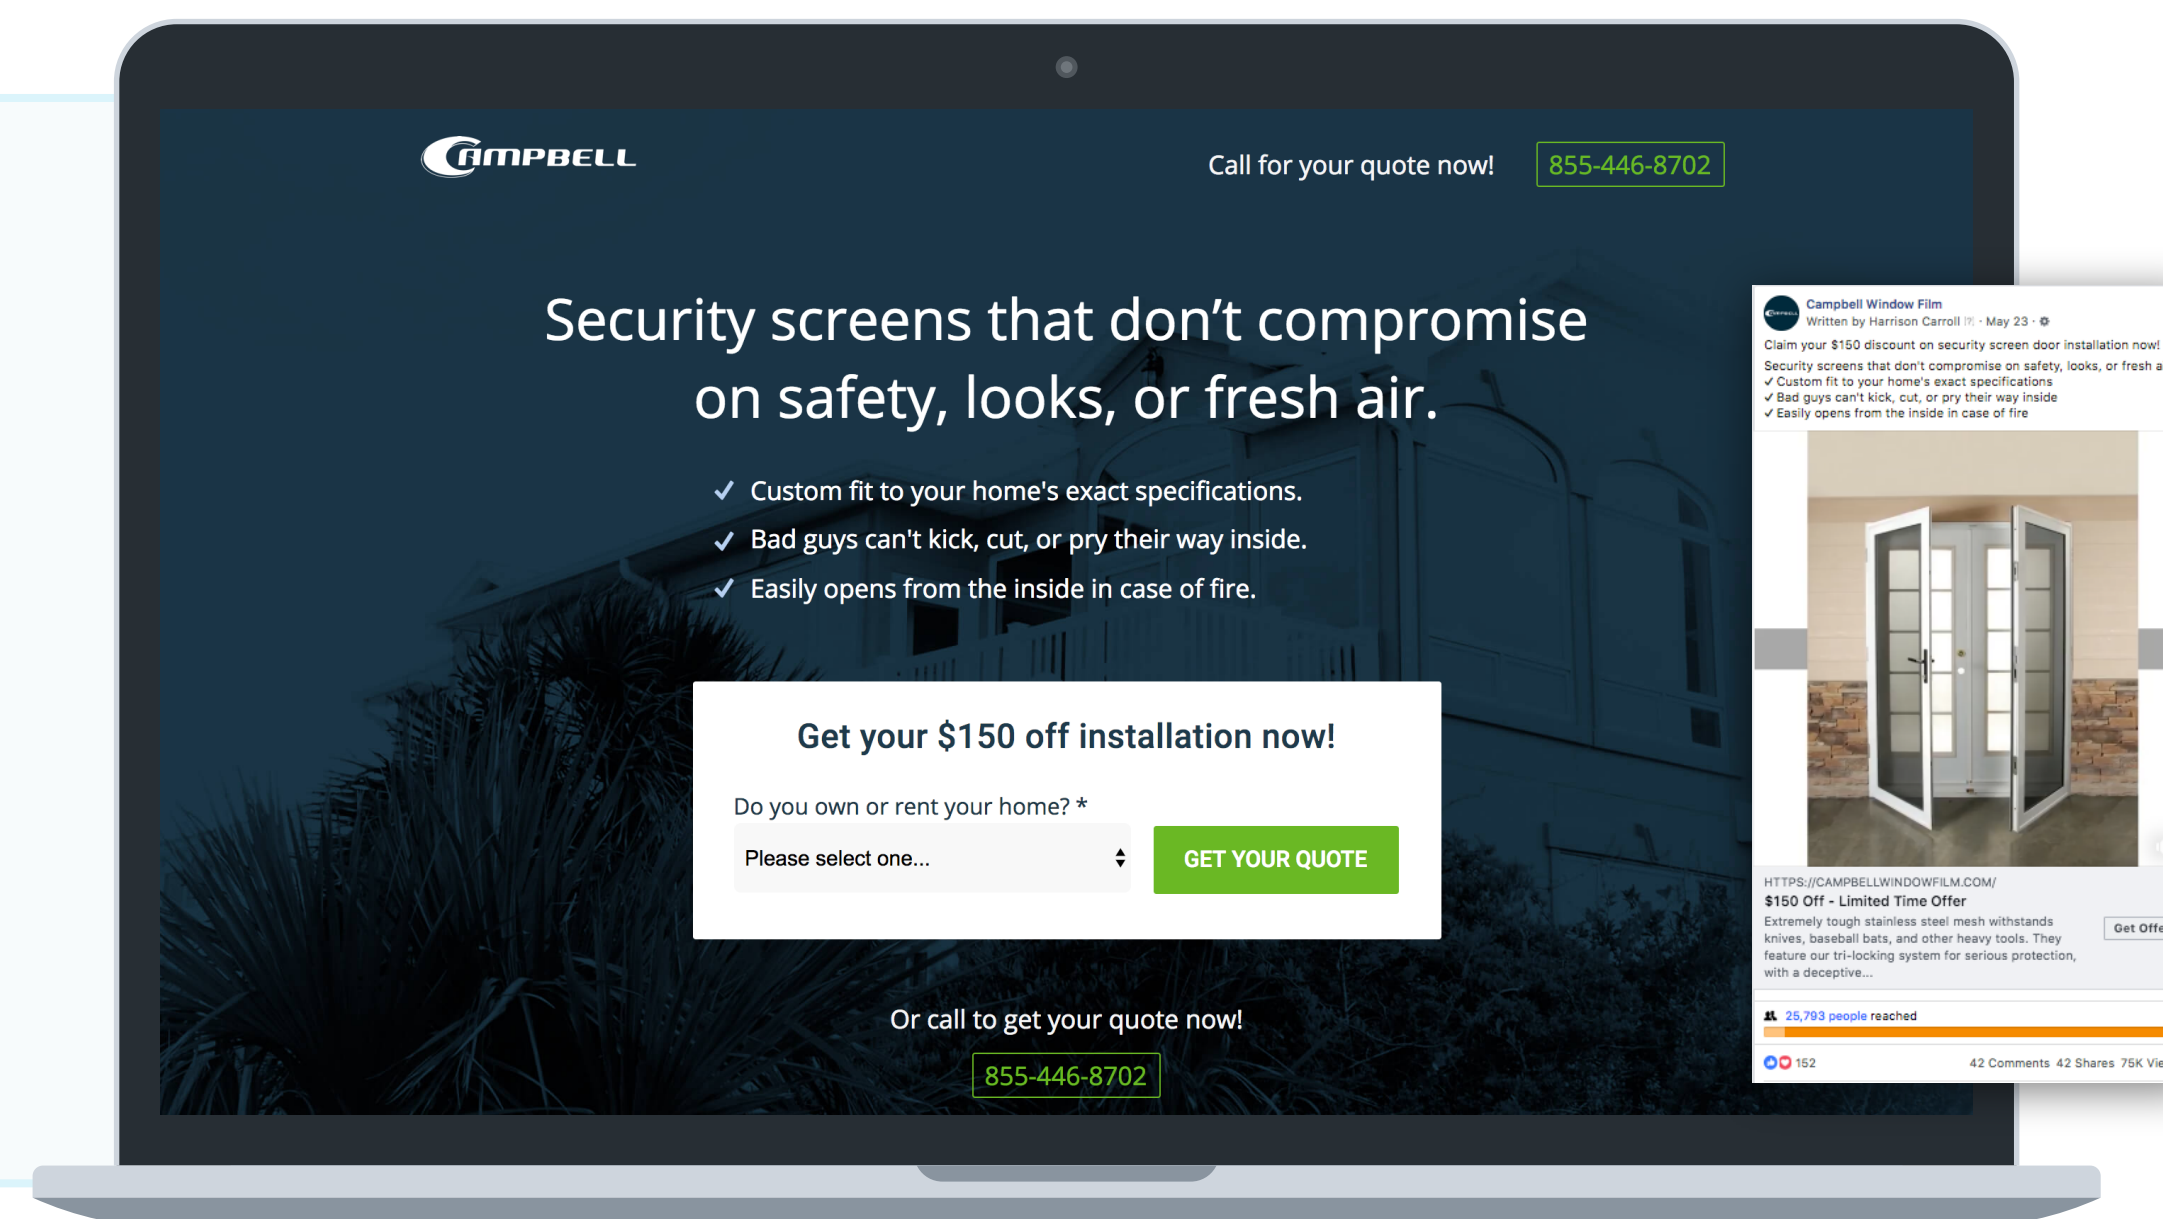 CAMPBELL
Call for your quote now!
855-446-8702
Security screens that don’t compromise
on safety, looks, or fresh air.
Custom fit to your home's exact specifications.
Bad guys can't kick, cut, or pry their way inside.
Easily opens from the inside in case of fire.
Get your $150 off installation now!
Do you own or rent your home? *
Please select one...
GET YOUR QUOTE
Or call to get your quote now!
855-446-8702
CAMPBELL
Campbell Window Film
Written by Harrison Carroll [?] · May 23 ·
Claim your $150 discount on security screen door installation now!
Security screens that don't compromise on safety, looks, or fresh a
✓ Custom fit to your home's exact specifications
✓ Bad guys can't kick, cut, or pry their way inside
✓ Easily opens from the inside in case of fire
HTTPS://CAMPBELLWINDOWFILM.COM/
$150 Off - Limited Time Offer
Extremely tough stainless steel mesh withstands
knives, baseball bats, and other heavy tools. They
feature our tri-locking system for serious protection,
with a deceptive...
Get Offe
25,793 people reached
152
42 Comments 42 Shares 75K Vie